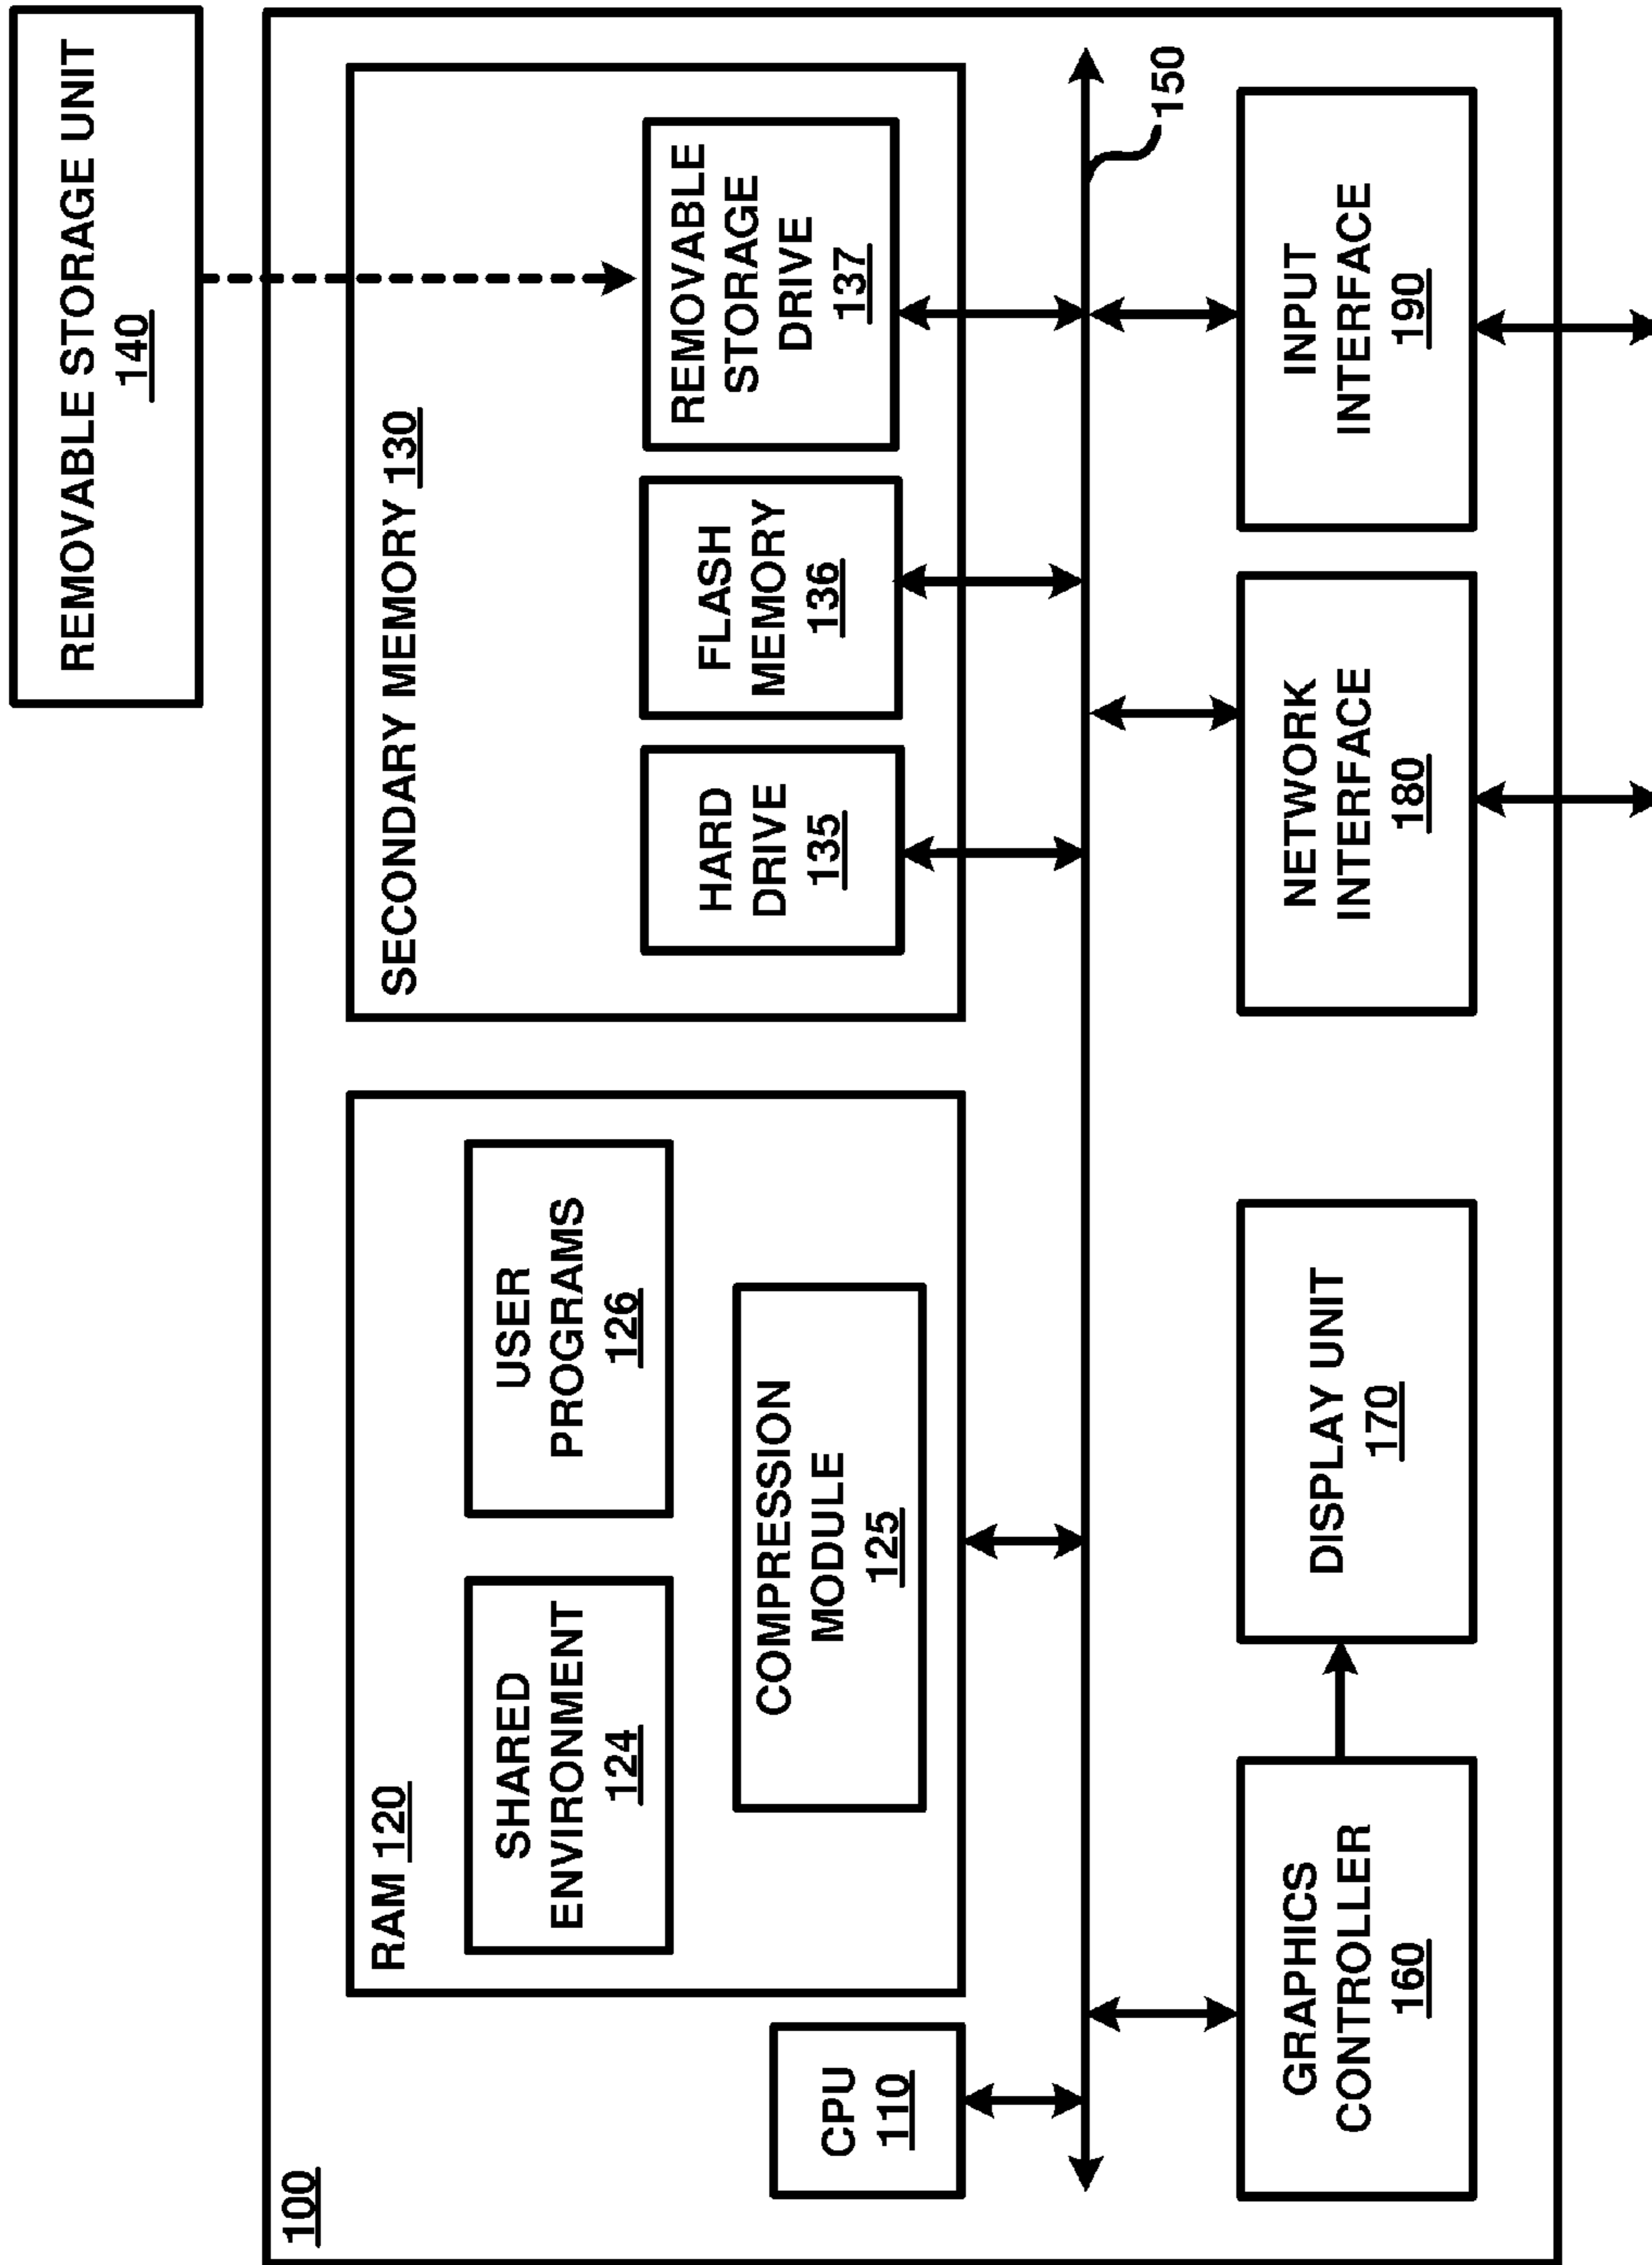 REMOVABLE STORAGE UNIT
140
100
RAM 120
SHARED
ENVIRONMENT
124
USER
PROGRAMS
126
COMPRESSION
MODULE
125
SECONDARY MEMORY 130
HARD
DRIVE
135
FLASH
MEMORY
136
REMOVABLE
STORAGE
DRIVE
137
CPU
110
150
GRAPHICS
CONTROLLER
160
DISPLAY UNIT
170
NETWORK
INTERFACE
180
INPUT
INTERFACE
190